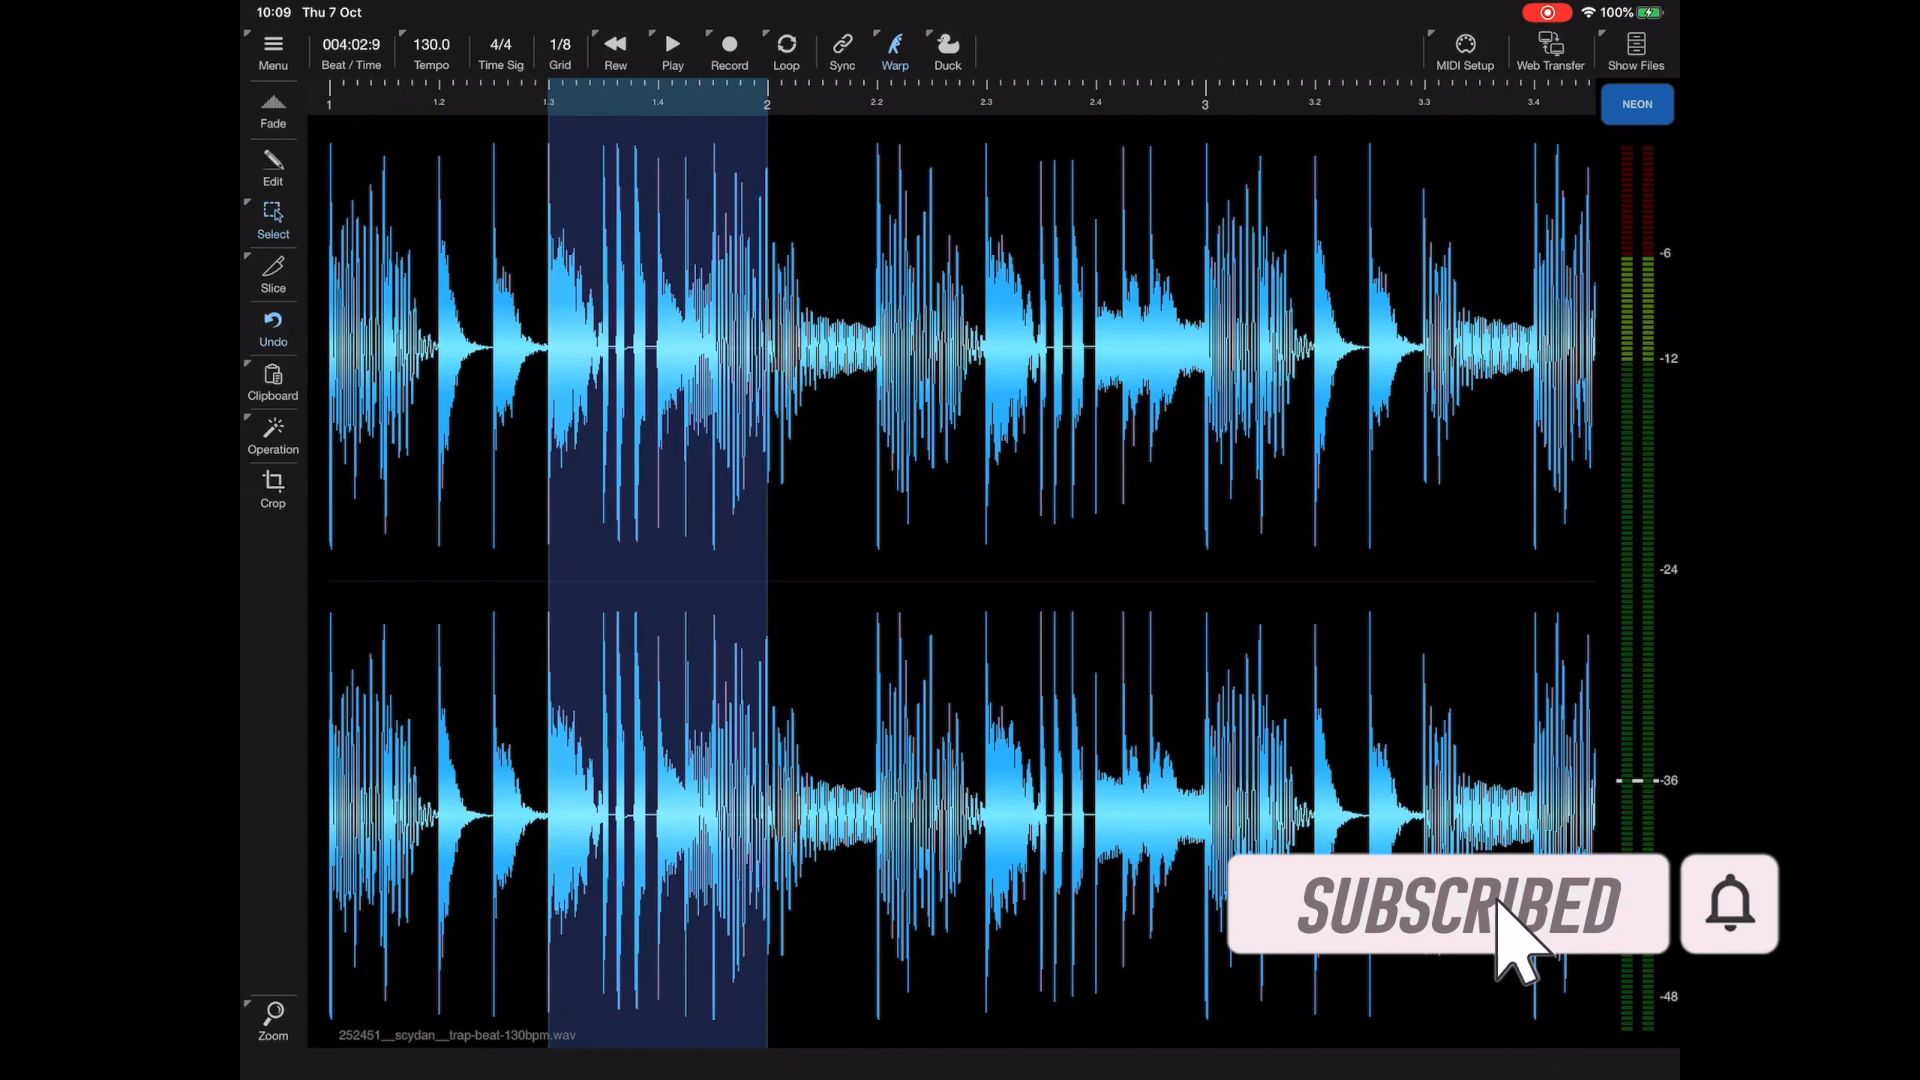 10:09 Thu 7 Oct
100%
Menu
004:02:9
Beat / Time
130.0
Tempo
4/4
Time Sig
1/8
Grid
Rew
Play
Record
Loop
Sync
Warp
Duck
MIDI Setup
Web Transfer
Show Files
1 1.2 1.3 1.4 2 2.2 2.3 2.4 3 3.2 3.3 3.4
NEON
Fade
Edit
Select
Slice
Undo
Clipboard
Operation
Crop
Zoom
-6
-12
-24
-36
-48
SUBSCRIBED
252451__scydan__trap-beat-130bpm.wav